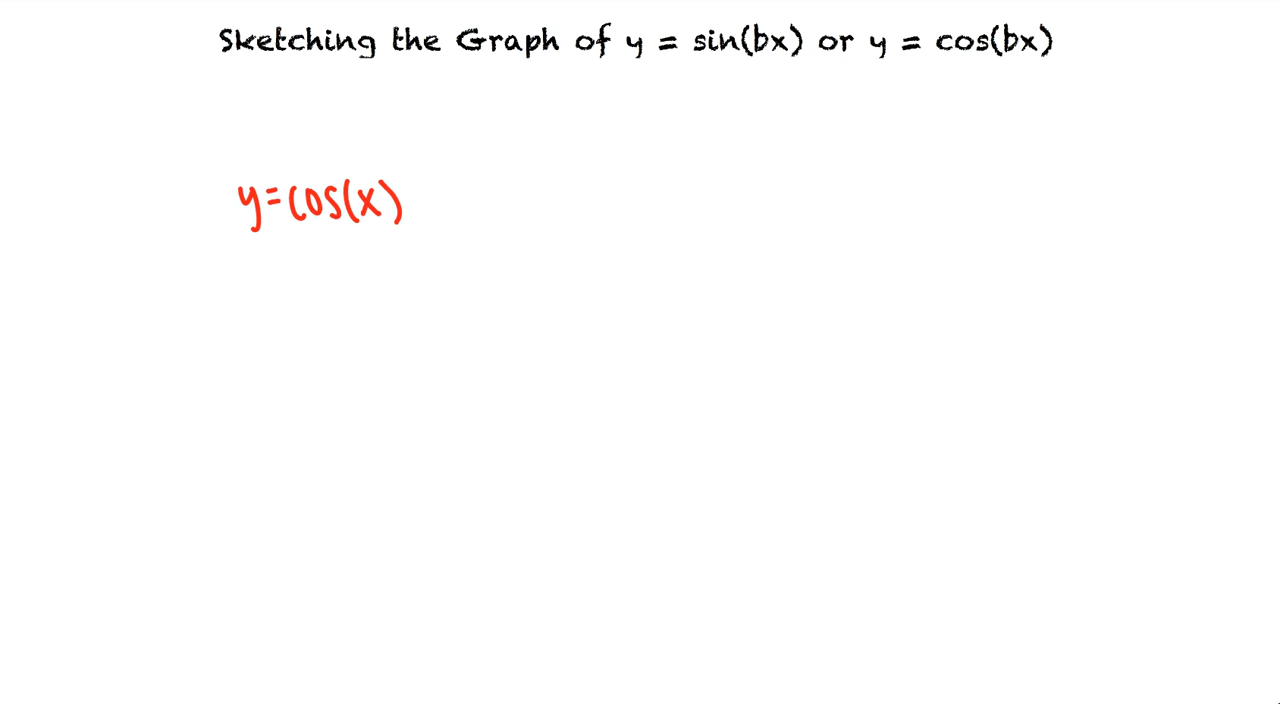 Sketching the Graph of y = sin(bx) or y = cos(bx)
y=cos(x)